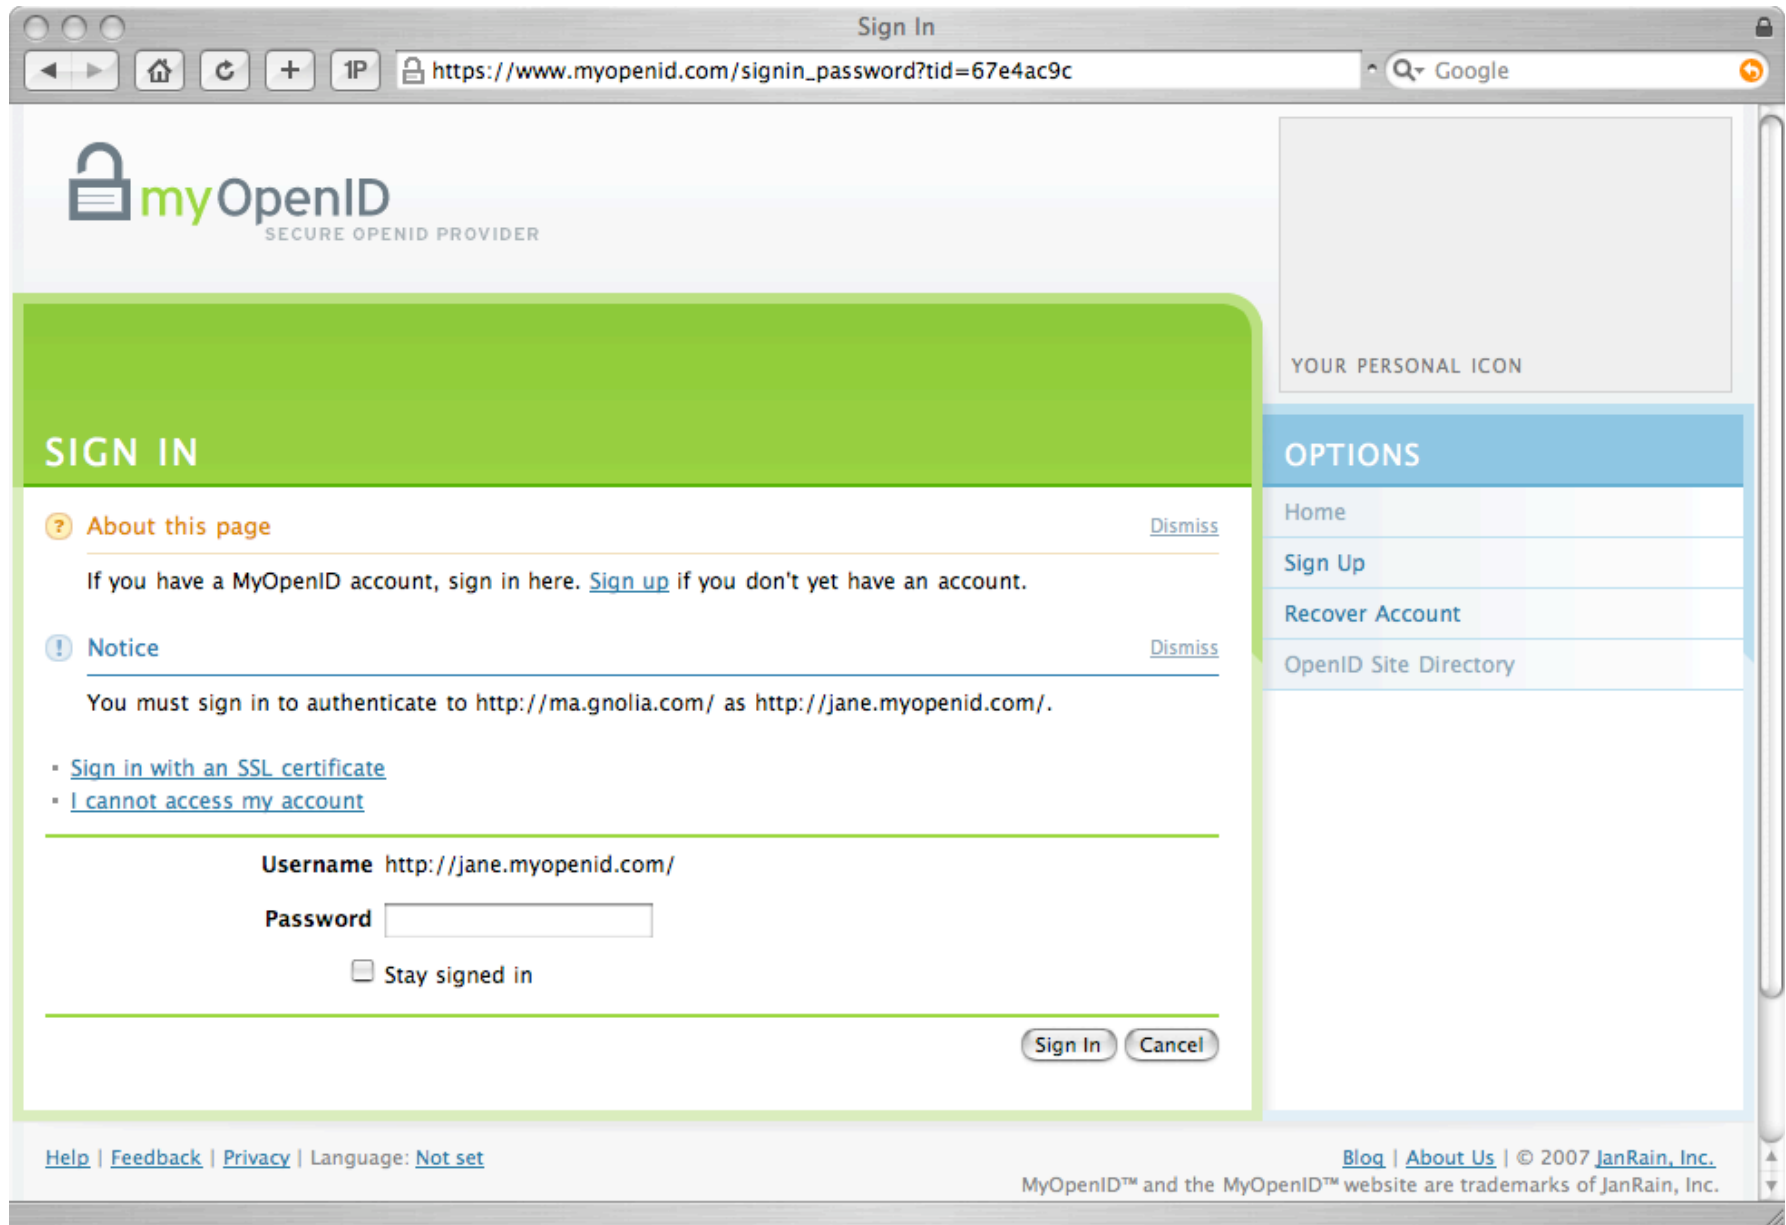 Sign In
1P
https://www.myopenid.com/signin_password?tid=67e4ac9c
Google
myOpenID
SECURE OPENID PROVIDER
YOUR PERSONAL ICON
SIGN IN
? About this page Dismiss
If you have a MyOpenID account, sign in here. Sign up if you don't yet have an account.
! Notice Dismiss
You must sign in to authenticate to http://ma.gnolia.com/ as http://jane.myopenid.com/.
Sign in with an SSL certificate
I cannot access my account
Username http://jane.myopenid.com/
Password
Stay signed in
Sign In Cancel
OPTIONS
Home
Sign Up
Recover Account
OpenID Site Directory
Help | Feedback | Privacy | Language: Not set
Blog | About Us | © 2007 JanRain, Inc.
MyOpenID™ and the MyOpenID™ website are trademarks of JanRain, Inc.